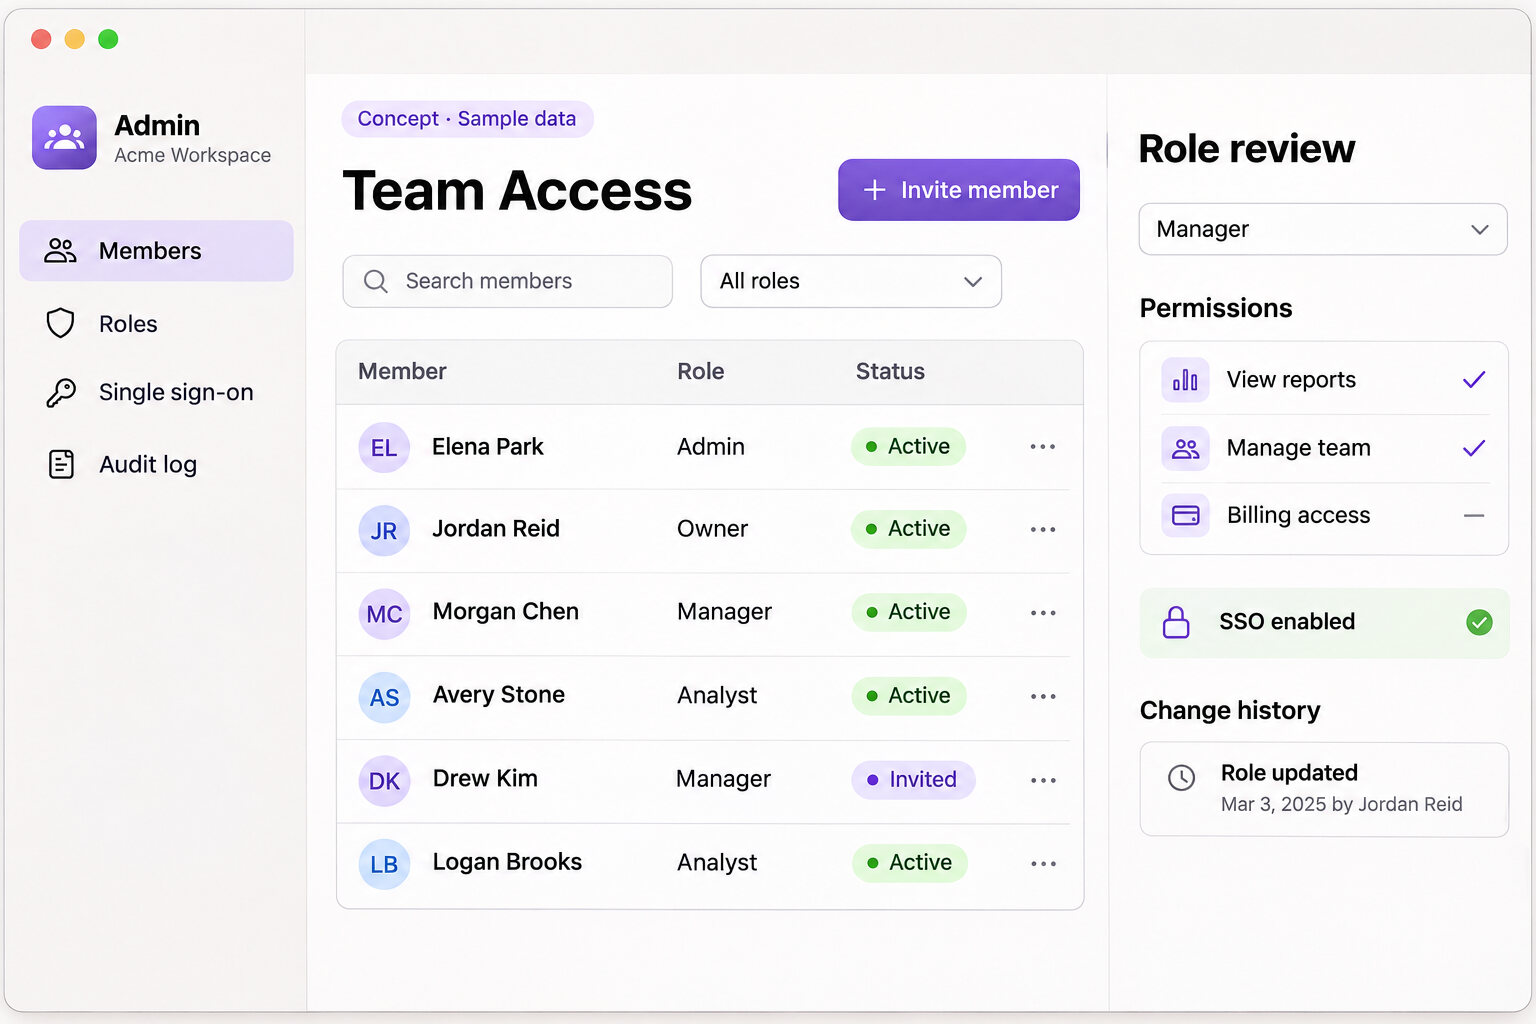 Admin
Acme Workspace
Members
Roles
Single sign-on
Audit log
Concept · Sample data
Team Access
+ Invite member
Search members
All roles
Member Role Status
EL Elena Park Admin Active
JR Jordan Reid Owner Active
MC Morgan Chen Manager Active
AS Avery Stone Analyst Active
DK Drew Kim Manager Invited
LB Logan Brooks Analyst Active
Role review
Manager
Permissions
View reports
Manage team
Billing access
SSO enabled
Change history
Role updated
Mar 3, 2025 by Jordan Reid